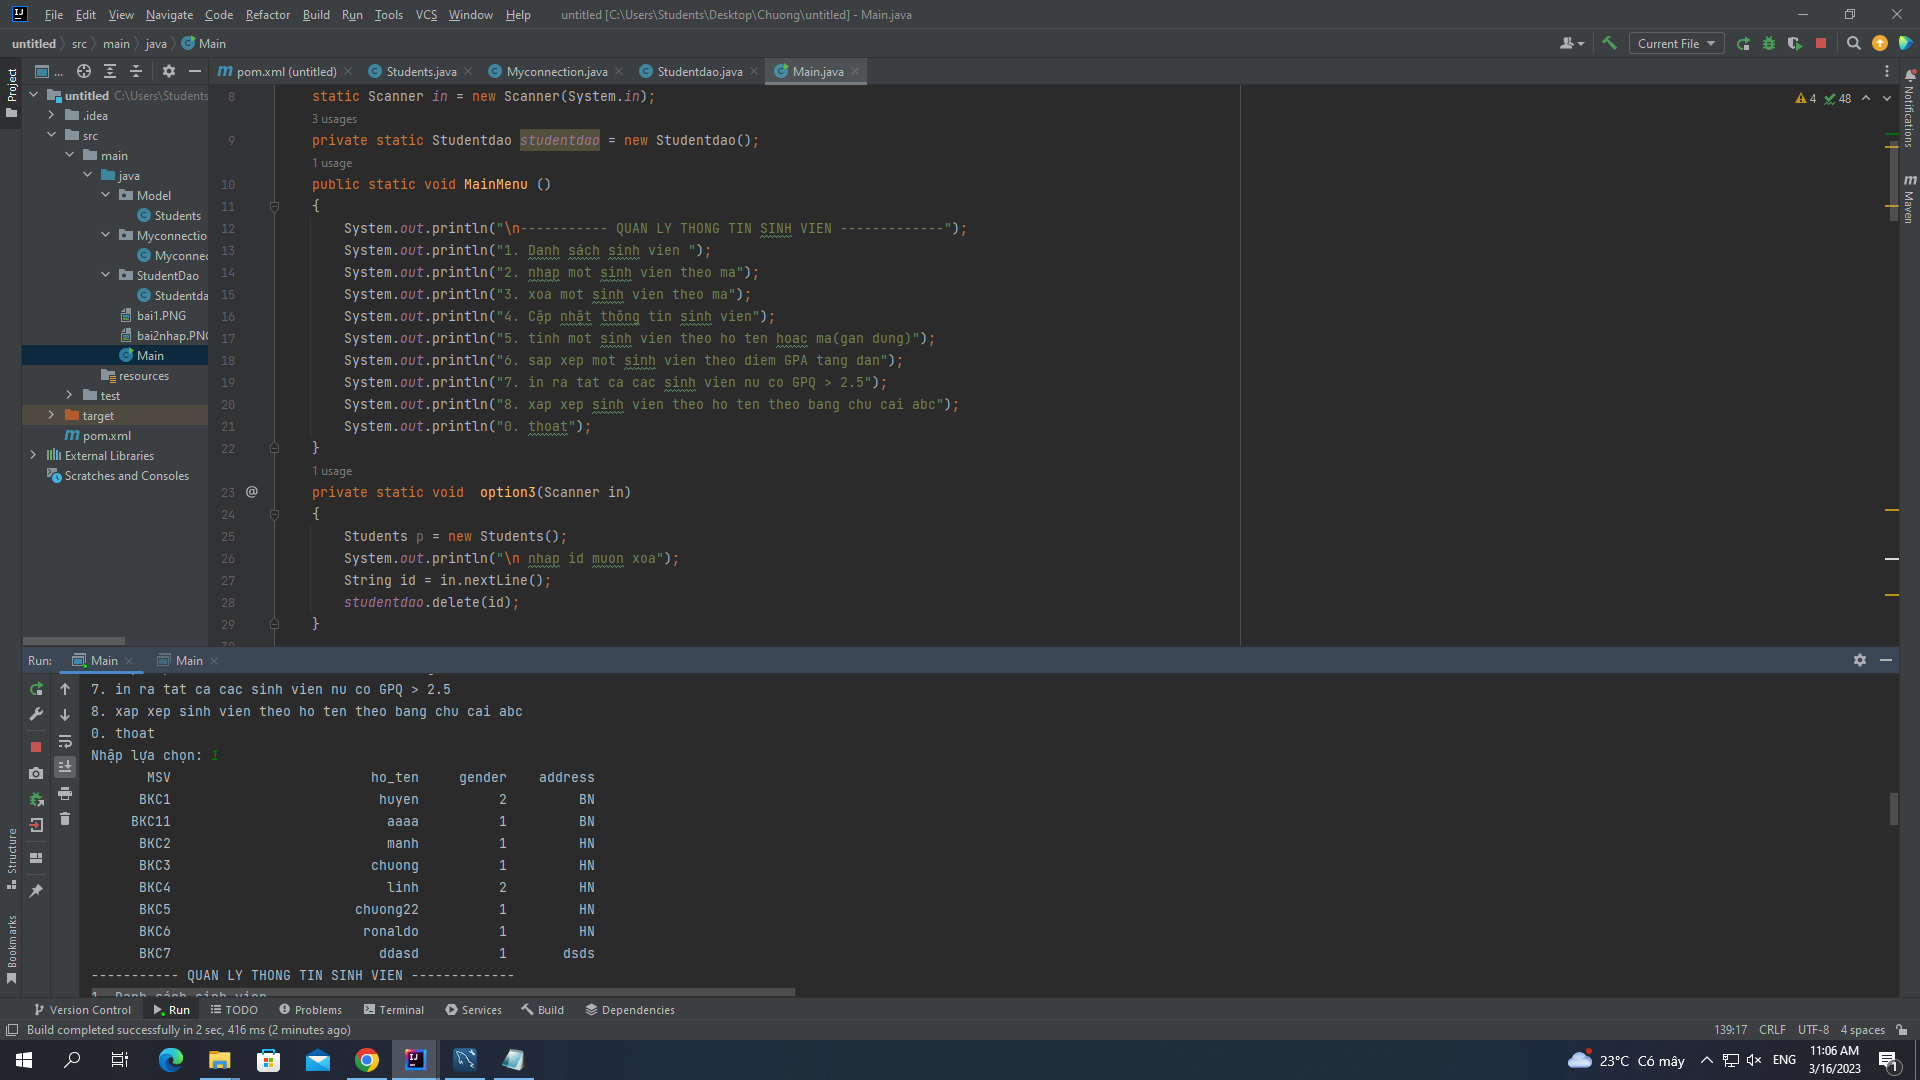 File Edit View Navigate Code Refactor Build Run Tools VCS Window Help untitled [C:\Users\Students\Desktop\Chuong\untitled] - Main.java
untitled src main java Main
Current File
Project
...
pom.xml (untitled) Students.java Myconnection.java Studentdao.java Main.java
untitled C:\Users\Students
.idea
src
main
java
Model
Students
Myconnectio
Myconnec
StudentDao
Studentda
bai1.PNG
bai2nhap.PNG
Main
resources
test
target
pom.xml
External Libraries
Scratches and Consoles
4 48
8 static Scanner in = new Scanner(System.in);
3 usages
9 private static Studentdao studentdao = new Studentdao();
1 usage
10 public static void MainMenu ()
11 {
12 System.out.println("\n----------- QUAN LY THONG TIN SINH VIEN -------------");
13 System.out.println("1. Danh sách sinh vien ");
14 System.out.println("2. nhap mot sinh vien theo ma");
15 System.out.println("3. xoa mot sinh vien theo ma");
16 System.out.println("4. Cập nhật thông tin sinh vien");
17 System.out.println("5. tinh mot sinh vien theo ho ten hoac ma(gan dung)");
18 System.out.println("6. sap xep mot sinh vien theo diem GPA tang dan");
19 System.out.println("7. in ra tat ca cac sinh vien nu co GPQ > 2.5");
20 System.out.println("8. xap xep sinh vien theo ho ten theo bang chu cai abc");
21 System.out.println("0. thoat");
22 }
1 usage
23 @ private static void option3(Scanner in)
24 {
25 Students p = new Students();
26 System.out.println("\n nhap id muon xoa");
27 String id = in.nextLine();
28 studentdao.delete(id);
29 }
Notifications
Maven
Run: Main Main
7. in ra tat ca cac sinh vien nu co GPQ > 2.5
8. xap xep sinh vien theo ho ten theo bang chu cai abc
0. thoat
Nhập lựa chọn: 1
MSV ho_ten gender address
BKC1 huyen 2 BN
BKC11 aaaa 1 BN
BKC2 manh 1 HN
BKC3 chuong 1 HN
BKC4 linh 2 HN
BKC5 chuong22 1 HN
BKC6 ronaldo 1 HN
BKC7 ddasd 1 dsds
----------- QUAN LY THONG TIN SINH VIEN -------------
1. Danh sách sinh vien
Structure
Bookmarks
Version Control Run TODO Problems Terminal Services Build Dependencies
Build completed successfully in 2 sec, 416 ms (2 minutes ago) 139:17 CRLF UTF-8 4 spaces
23°C Có mây ENG 11:06 AM
3/16/2023
1